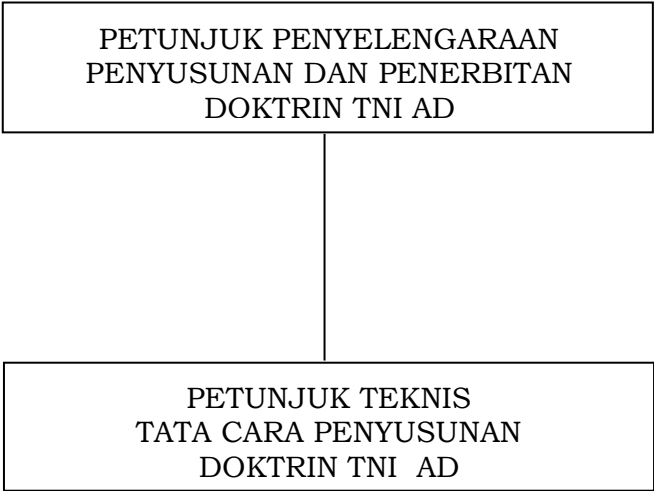 PETUNJUK PENYELENGARAAN
PENYUSUNAN DAN PENERBITAN
DOKTRIN TNI AD
PETUNJUK TEKNIS
TATA CARA PENYUSUNAN
DOKTRIN TNI AD